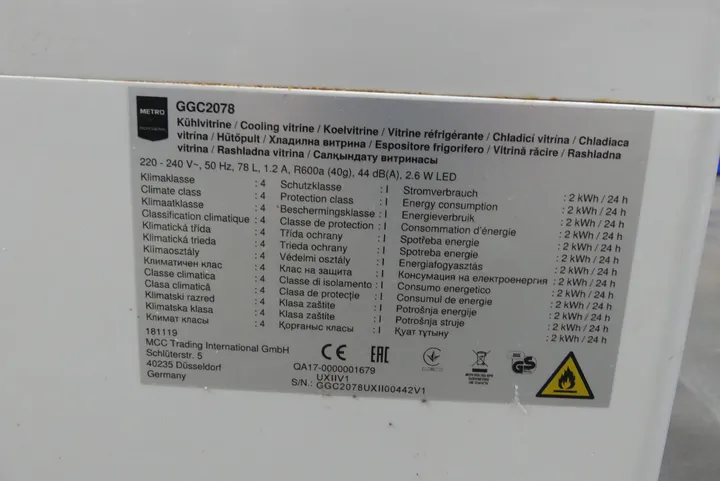 METRO
PROFESSIONAL
GGC2078
Kühlvitrine / Cooling vitrine / Koelvitrine / Vitrine réfrigérante / Chladicí vitrína / Chladiaca
vitrína / Hűtőpult / Хладилна витрина / Espositore frigorifero / Vitrină răcire / Rashladna
vitrina / Rashladna vitrina / Салқындату витринасы
220 - 240 V~, 50 Hz, 78 L, 1.2 A, R600a (40g), 44 dB(A), 2.6 W LED
Klimaklasse : 4 Schutzklasse : I Stromverbrauch : 2 kWh / 24 h
Climate class : 4 Protection class : I Energy consumption : 2 kWh / 24 h
Klimaatklasse : 4 Beschermingsklasse : I Energieverbruik : 2 kWh / 24 h
Classification climatique : 4 Classe de protection : I Consommation d'énergie : 2 kWh / 24 h
Klimatická třída : 4 Třída ochrany : I Spotřeba energie : 2 kWh / 24 h
Klimatická trieda : 4 Trieda ochrany : I Spotreba energie : 2 kWh / 24 h
Klímaosztály : 4 Védelmi osztály : I Energiafogyasztás : 2 kWh / 24 h
Климатичен клас : 4 Клас на защита : I Консумация на електроенергия : 2 kWh / 24 h
Classe climatica : 4 Classe di isolamento : I Consumo energetico : 2 kWh / 24 h
Clasa climatică : 4 Clasa de protecţie : I Consumul de energie : 2 kWh / 24 h
Klimatski razred : 4 Klasa zaštite : I Potrošnja energije : 2 kWh / 24 h
Klimatska klasa : 4 Klasa zaštite : I Potrošnja struje : 2 kWh / 24 h
Климат класы : 4 Қорғаныс класы : I Қуат тұтыну : 2 kWh / 24 h
181119
MCC Trading International GmbH
Schlüterstr. 5
40235 Düsseldorf
Germany
CE EAC
QA17-0000001679
UXIIV1
S/N.: GGC2078UXII00442V1
GS